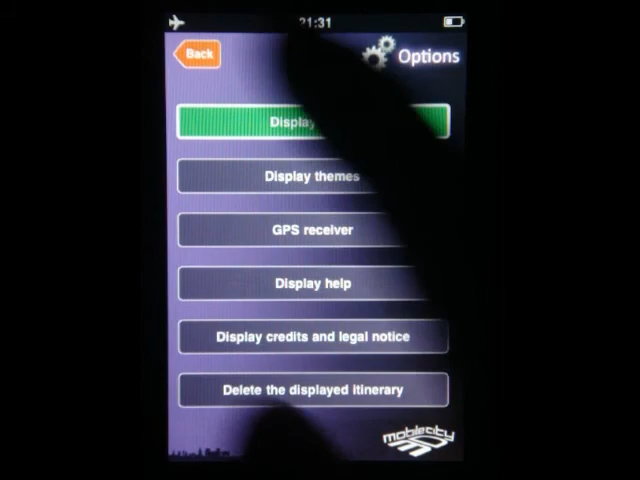 21:31
Back
Options
Display
Display themes
GPS receiver
Display help
Display credits and legal notice
Delete the displayed itinerary
mobilecity
3D